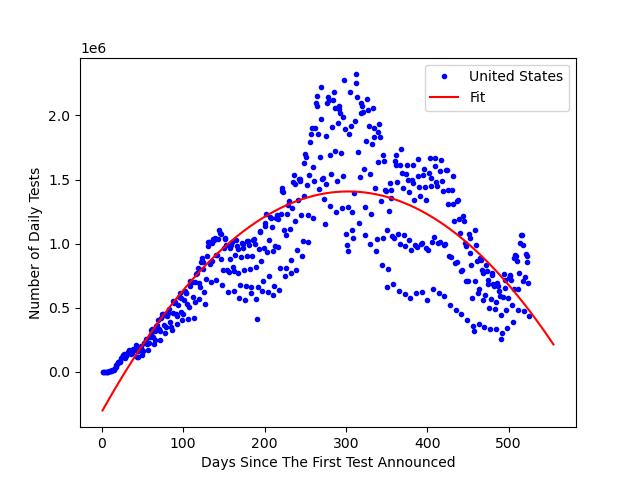 1e6
United States
Fit
2.0
1.5
1.0
0.5
0.0
Number of Daily Tests
0
100
200
300
400
500
Days Since The First Test Announced